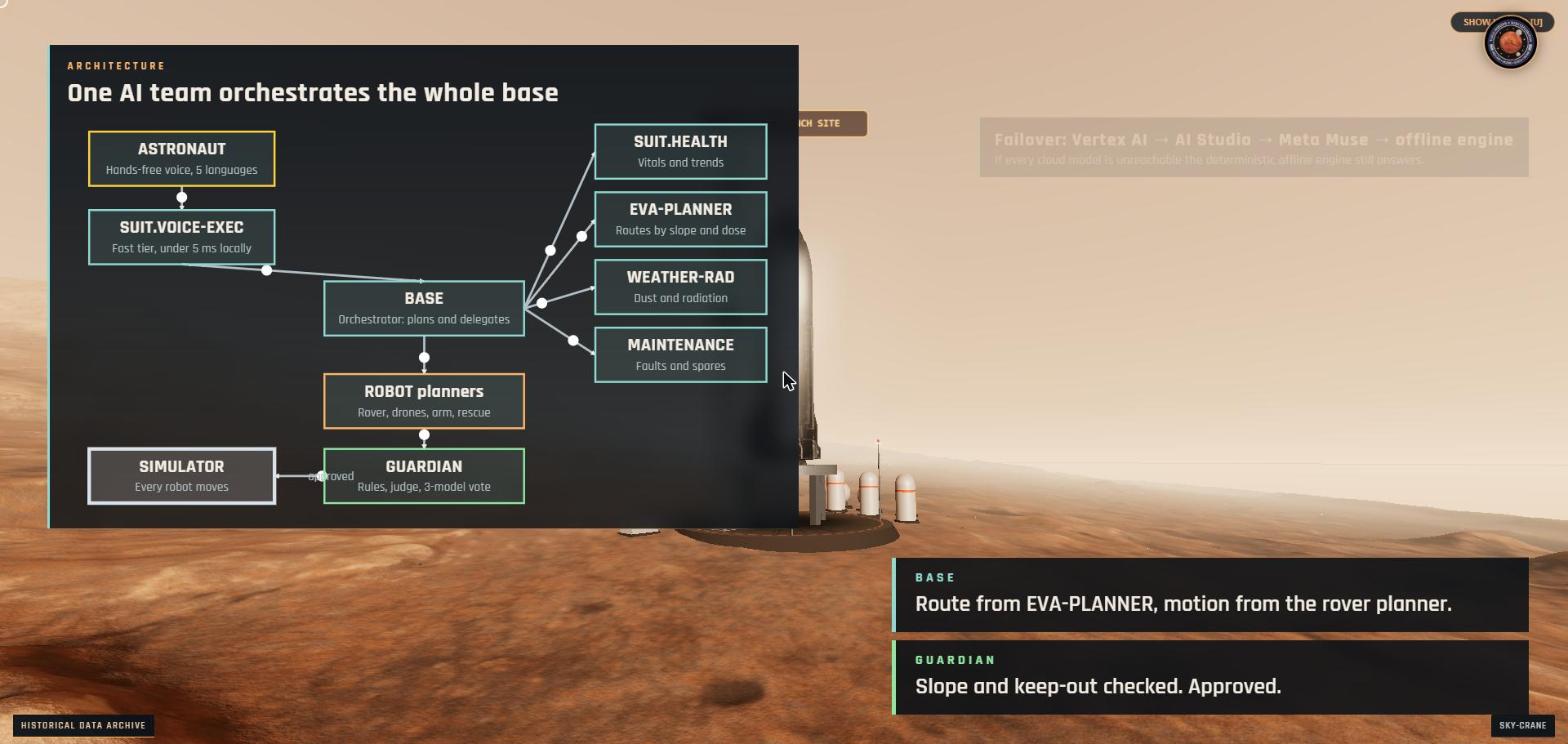 SHOW [U]
ARCHITECTURE
One AI team orchestrates the whole base
ASTRONAUT
Hands-free voice, 5 languages
SUIT.VOICE-EXEC
Fast tier, under 5 ms locally
BASE
Orchestrator: plans and delegates
SUIT.HEALTH
Vitals and trends
EVA-PLANNER
Routes by slope and dose
WEATHER-RAD
Dust and radiation
MAINTENANCE
Faults and spares
ROBOT planners
Rover, drones, arm, rescue
SIMULATOR
Every robot moves
approved
GUARDIAN
Rules, judge, 3-model vote
SITE
Failover: Vertex AI → AI Studio → Meta Muse → offline engine
If every cloud model is unreachable the deterministic offline engine still answers.
BASE
Route from EVA-PLANNER, motion from the rover planner.
GUARDIAN
Slope and keep-out checked. Approved.
HISTORICAL DATA ARCHIVE
SKY-CRANE